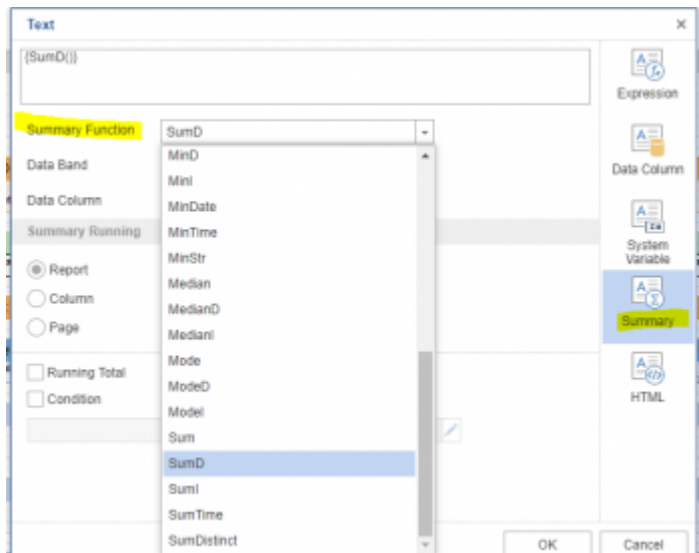 Text
{SumD()}
Expression
Summary Function
SumD
Data Band
MinD
MinI
Data Column
Data Column
MinDate
Summary Running
MinTime
System
Variable
MinStr
Report
Median
Column
MedianD
Summary
Page
MedianI
Mode
Running Total
ModeD
HTML
Condition
ModeI
Sum
SumD
SumI
SumTime
SumDistinct
OK
Cancel